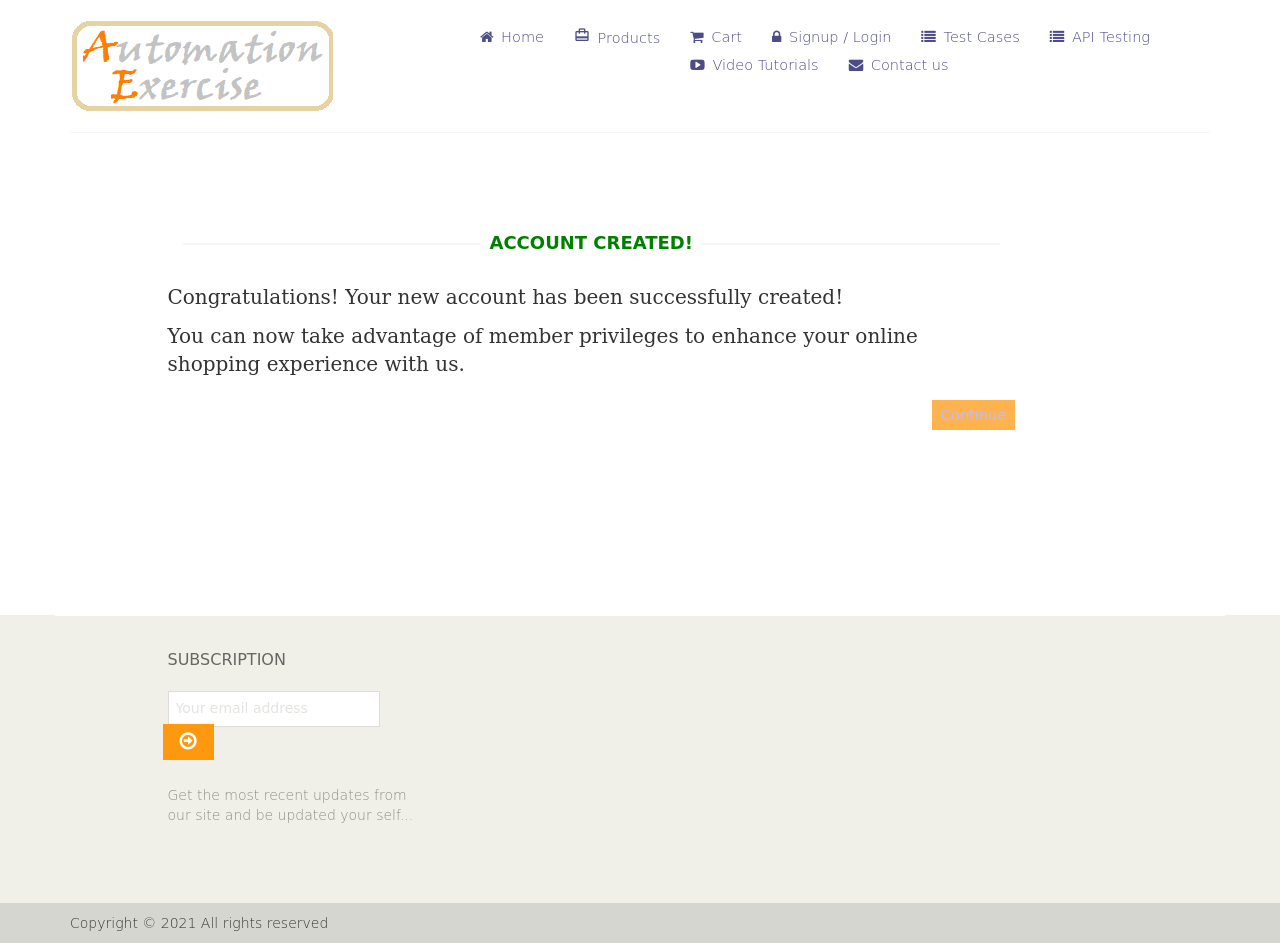 Automation
Exercise
Home Products Cart Signup / Login Test Cases API Testing
Video Tutorials Contact us
ACCOUNT CREATED!
Congratulations! Your new account has been successfully created!
You can now take advantage of member privileges to enhance your online
shopping experience with us.
Continue
SUBSCRIPTION
Your email address
Get the most recent updates from
our site and be updated your self...
Copyright © 2021 All rights reserved